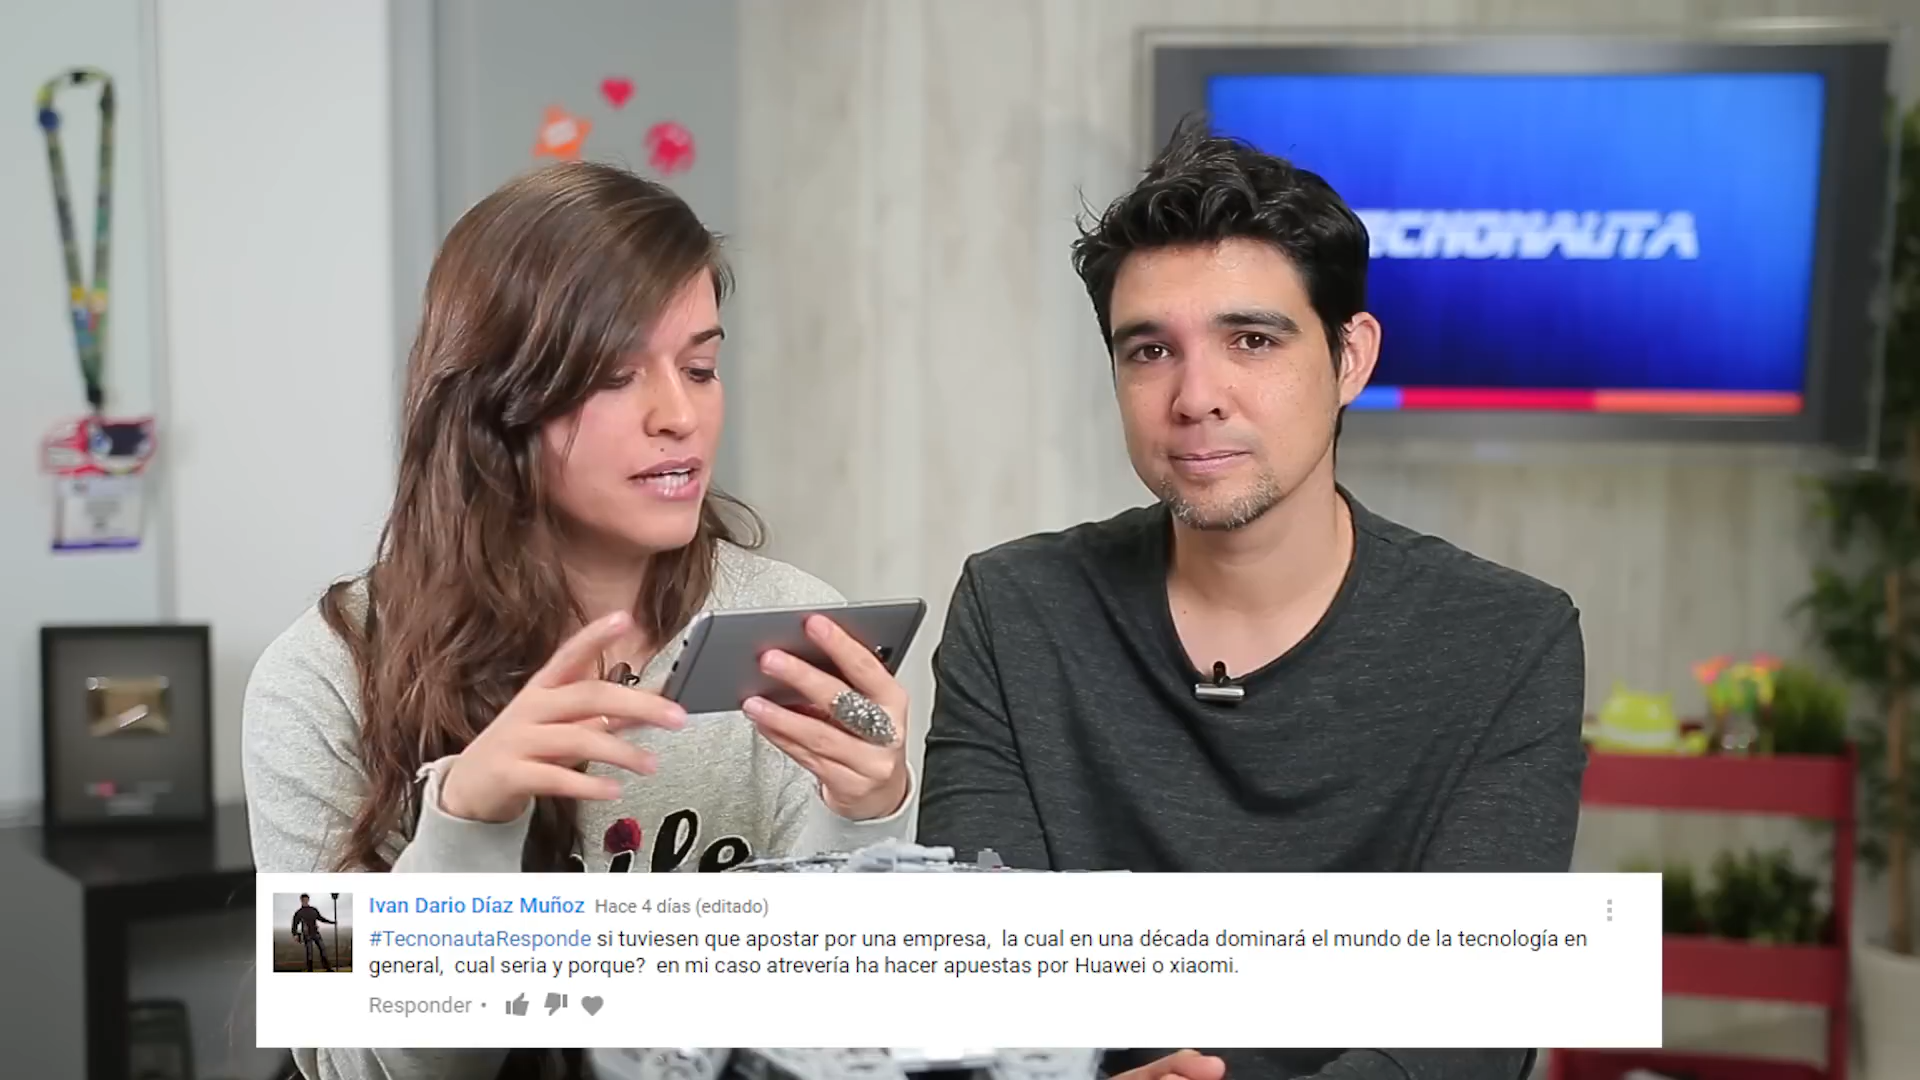 TECNONAUTA
ile
Ivan Dario Díaz Muñoz Hace 4 días (editado)
#TecnonautaResponde si tuviesen que apostar por una empresa, la cual en una década dominará el mundo de la tecnología en
general, cual seria y porque? en mi caso atrevería ha hacer apuestas por Huawei o xiaomi.
Responder